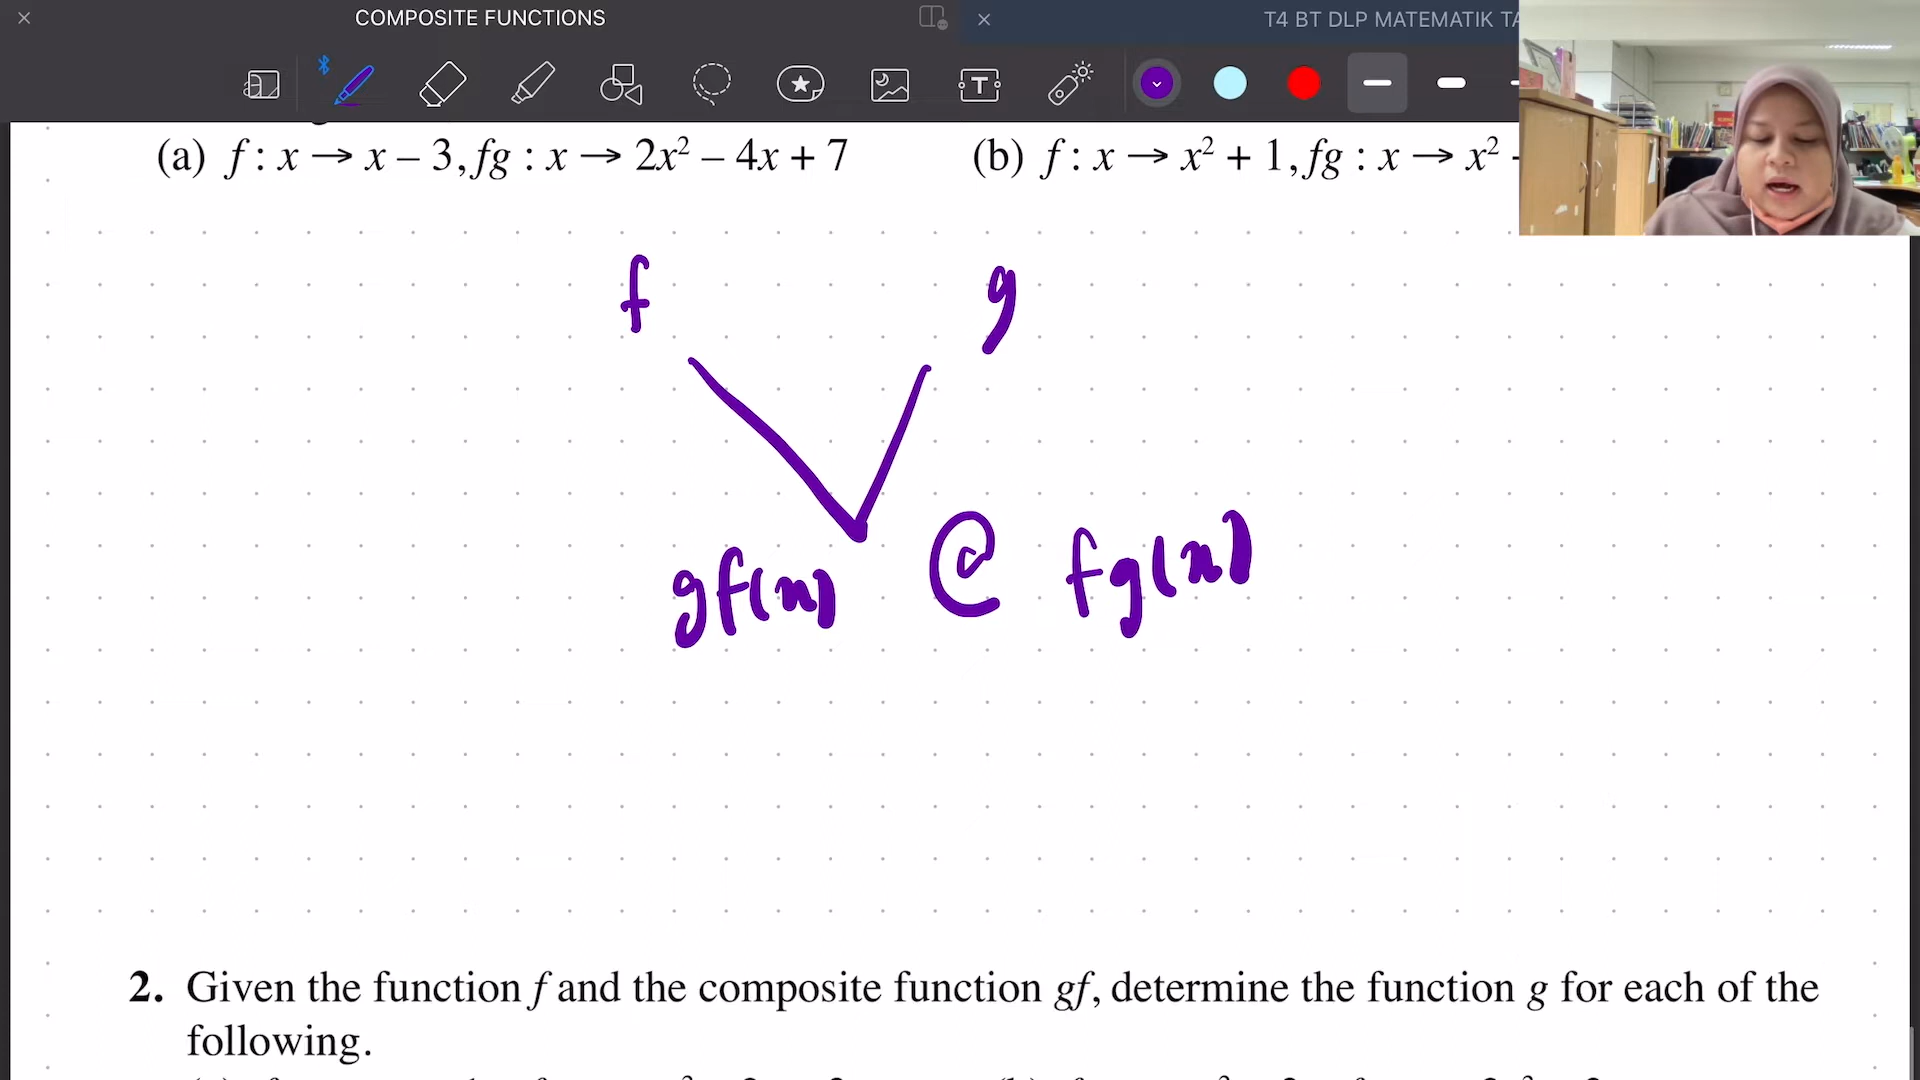 COMPOSITE FUNCTIONS
T4 BT DLP MATEMATIK TA
T
(a) f : x → x – 3, fg : x → 2x² – 4x + 7
(b) f : x → x² + 1, fg : x → x²
f
g
gf(x) @ fg(x)
2. Given the function f and the composite function gf, determine the function g for each of the
following.